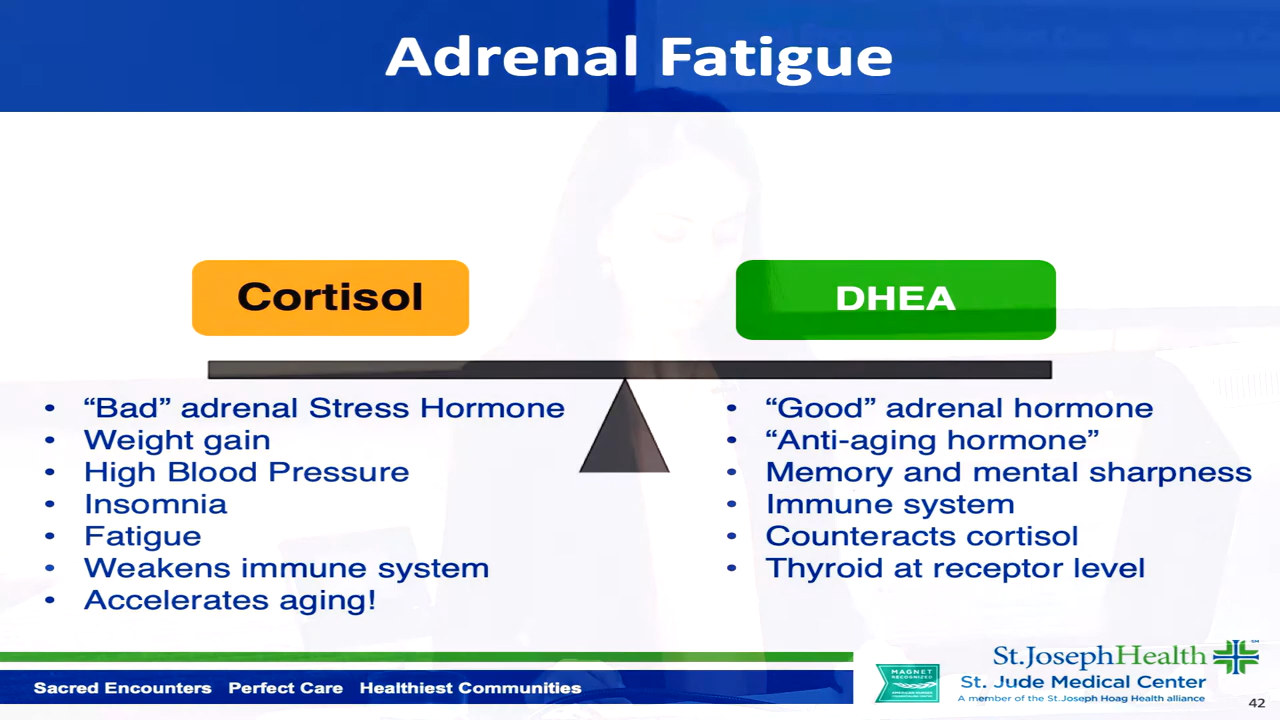 Adrenal Fatigue
Cortisol
DHEA
• “Bad” adrenal Stress Hormone
• Weight gain
• High Blood Pressure
• Insomnia
• Fatigue
• Weakens immune system
• Accelerates aging!
• “Good” adrenal hormone
• “Anti-aging hormone”
• Memory and mental sharpness
• Immune system
• Counteracts cortisol
• Thyroid at receptor level
Sacred Encounters Perfect Care Healthiest Communities
MAGNET
RECOGNIZED
St.JosephHealth
St. Jude Medical Center
A member of the St.Joseph Hoag Health alliance
42